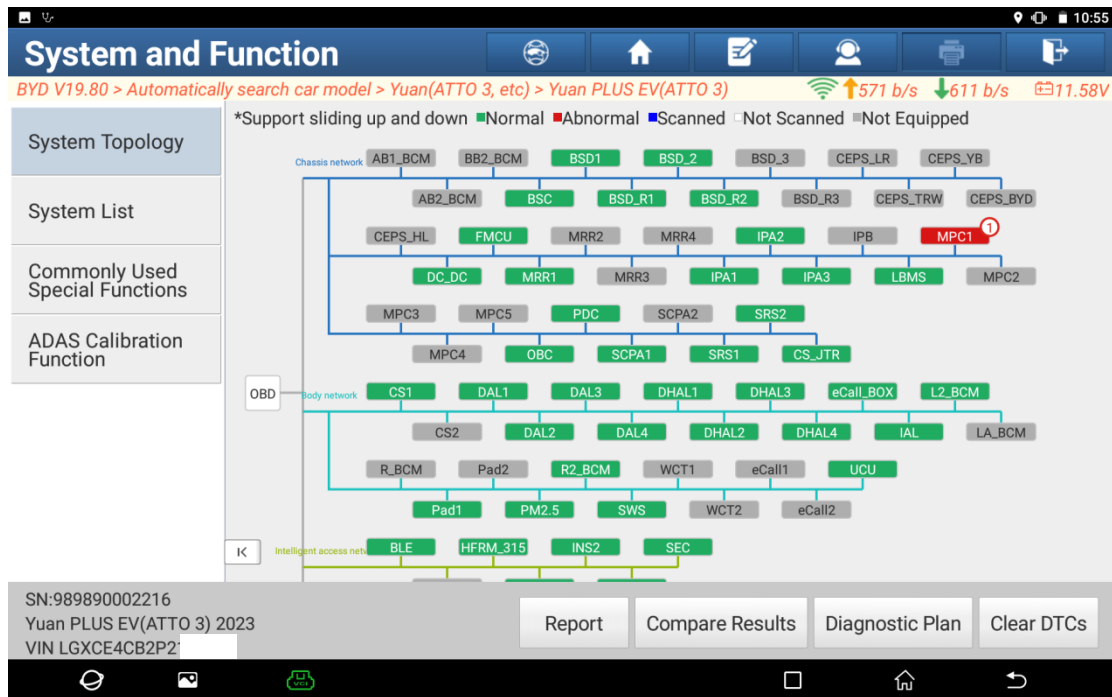 10:55
System and Function
BYD V19.80 > Automatically search car model > Yuan(ATTO 3, etc) > Yuan PLUS EV(ATTO 3)
571 b/s
611 b/s
11.58V
System Topology
System List
Commonly Used
Special Functions
ADAS Calibration
Function
*Support sliding up and down Normal Abnormal Scanned Not Scanned Not Equipped
Chassis network AB1_BCM BB2_BCM BSD1 BSD_2 BSD_3 CEPS_LR CEPS_YB
AB2_BCM BSC BSD_R1 BSD_R2 BSD_R3 CEPS_TRW CEPS_BYD
CEPS_HL FMCU MRR2 MRR4 IPA2 IPB MPC1 1
DC_DC MRR1 MRR3 IPA1 IPA3 LBMS MPC2
MPC3 MPC5 PDC SCPA2 SRS2
MPC4 OBC SCPA1 SRS1 CS_JTR
OBD
Body network CS1 DAL1 DAL3 DHAL1 DHAL3 eCall_BOX L2_BCM
CS2 DAL2 DAL4 DHAL2 DHAL4 IAL LA_BCM
R_BCM Pad2 R2_BCM WCT1 eCall1 UCU
Pad1 PM2.5 SWS WCT2 eCall2
Intelligent access netw BLE HFRM_315 INS2 SEC
SN:989890002216
Yuan PLUS EV(ATTO 3) 2023
VIN LGXCE4CB2P2
Report
Compare Results
Diagnostic Plan
Clear DTCs
VCI